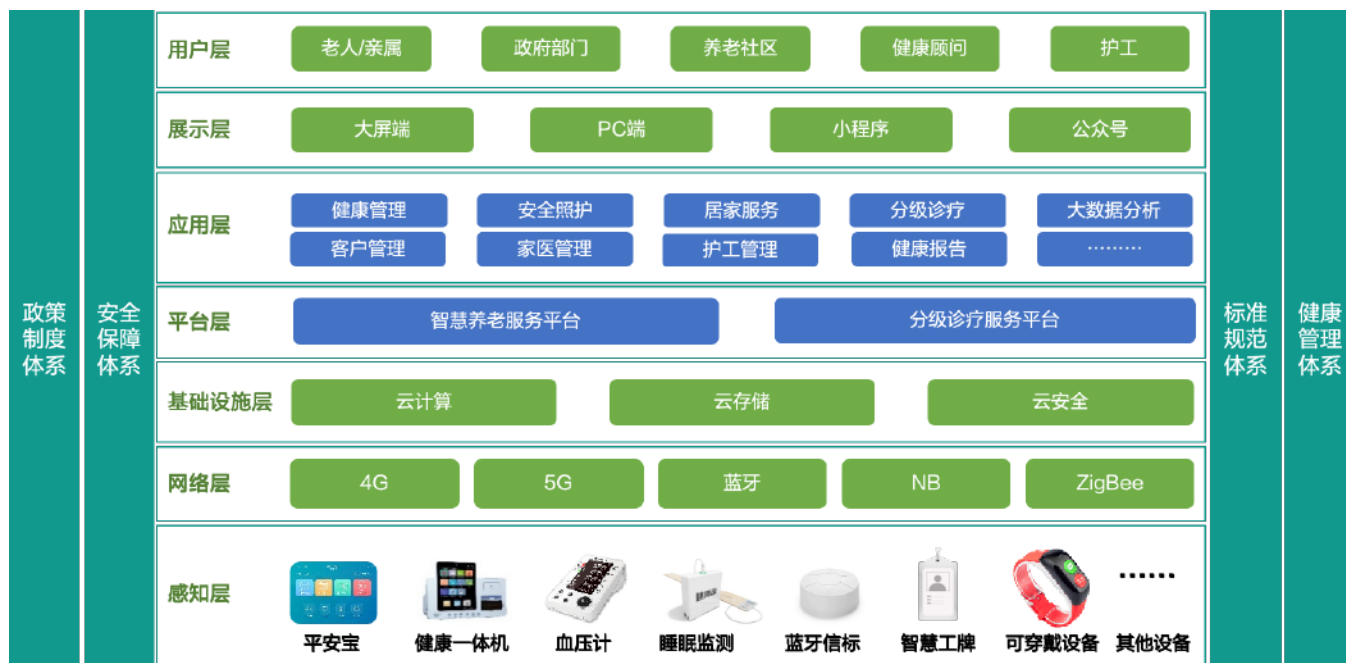 政策
制度
体系
安全
保障
体系
用户层
老人/亲属
政府部门
养老社区
健康顾问
护工
展示层
大屏端
PC端
小程序
公众号
应用层
健康管理
安全照护
居家服务
分级诊疗
大数据分析
客户管理
家医管理
护工管理
健康报告
………
平台层
智慧养老服务平台
分级诊疗服务平台
基础设施层
云计算
云存储
云安全
网络层
4G
5G
蓝牙
NB
ZigBee
感知层
······
平安宝
健康一体机
血压计
睡眠监测
蓝牙信标
智慧工牌
可穿戴设备
其他设备
标准
规范
体系
健康
管理
体系